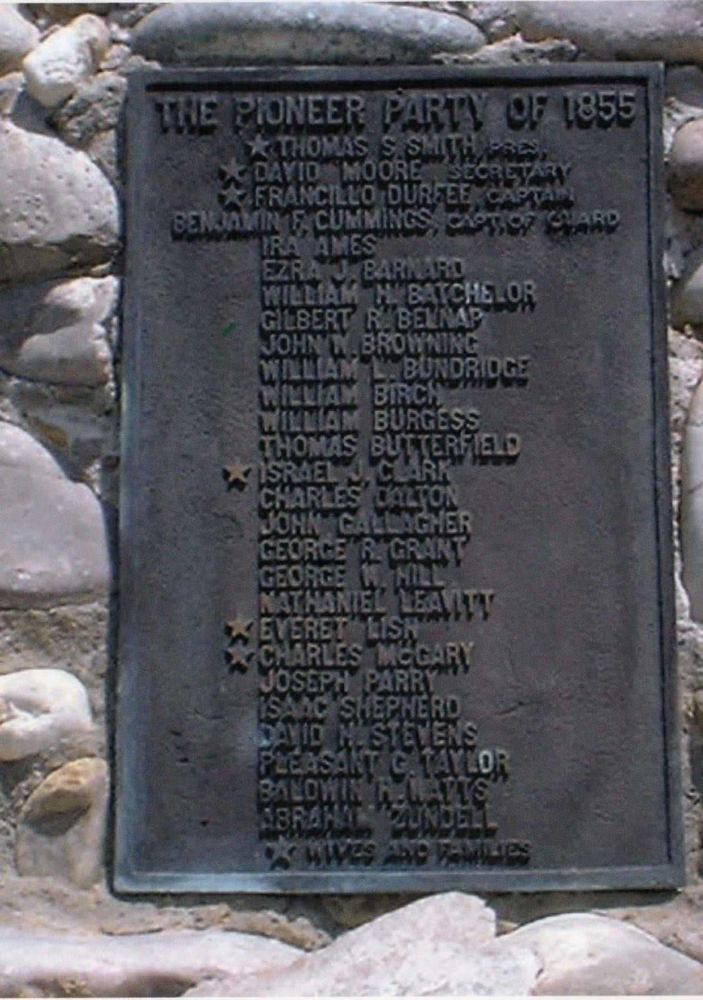 THE PIONEER PARTY OF 1855
★ THOMAS S. SMITH, PRES.
★ DAVID MOORE SECRETARY
★ FRANCILLO DURFEE, CAPTAIN
BENJAMIN F. CUMMINGS, CAPT. OF GUARD
IRA AMES
EZRA J. BARNARD
WILLIAM H. BATCHELOR
GILBERT R. BELNAP
JOHN W. BROWNING
WILLIAM L. BUNDRIDGE
WILLIAM BIRCH
WILLIAM BURGESS
THOMAS BUTTERFIELD
★ ISRAEL J. CLARK
CHARLES DALTON
JOHN GALLAGHER
GEORGE R. GRANT
GEORGE W. HILL
NATHANIEL LEAVITT
★ EVERET LISH
★ CHARLES McGARY
JOSEPH PARRY
ISAAC SHEPHERD
DAVID H. STEVENS
PLEASANT G. TAYLOR
BALDWIN H. WATTS
ABRAHAM ZUNDELL
★ WIVES AND FAMILIES